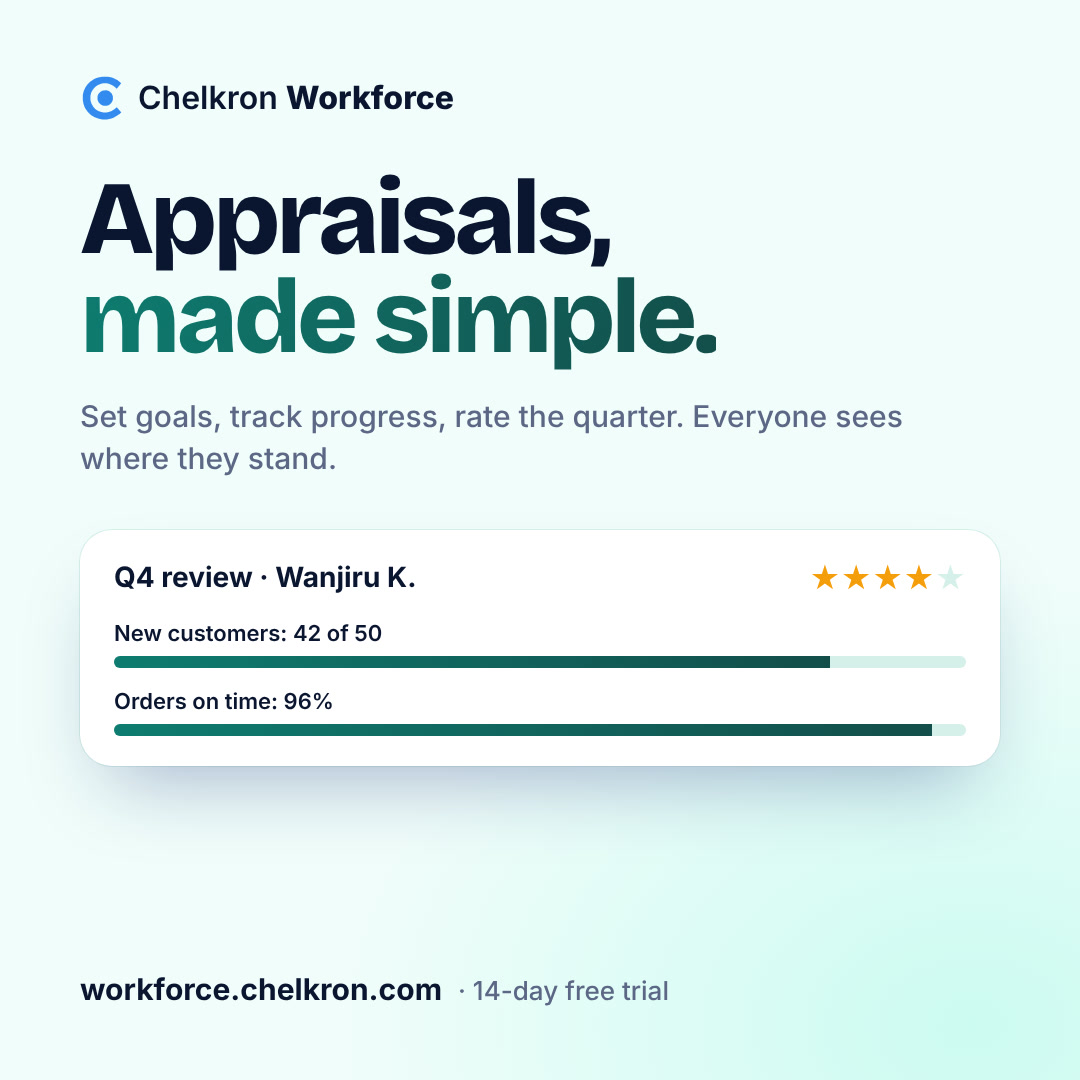 Chelkron Workforce
Appraisals,
made simple.
Set goals, track progress, rate the quarter. Everyone sees
where they stand.
Q4 review · Wanjiru K. ★★★★★
New customers: 42 of 50
Orders on time: 96%
workforce.chelkron.com · 14-day free trial